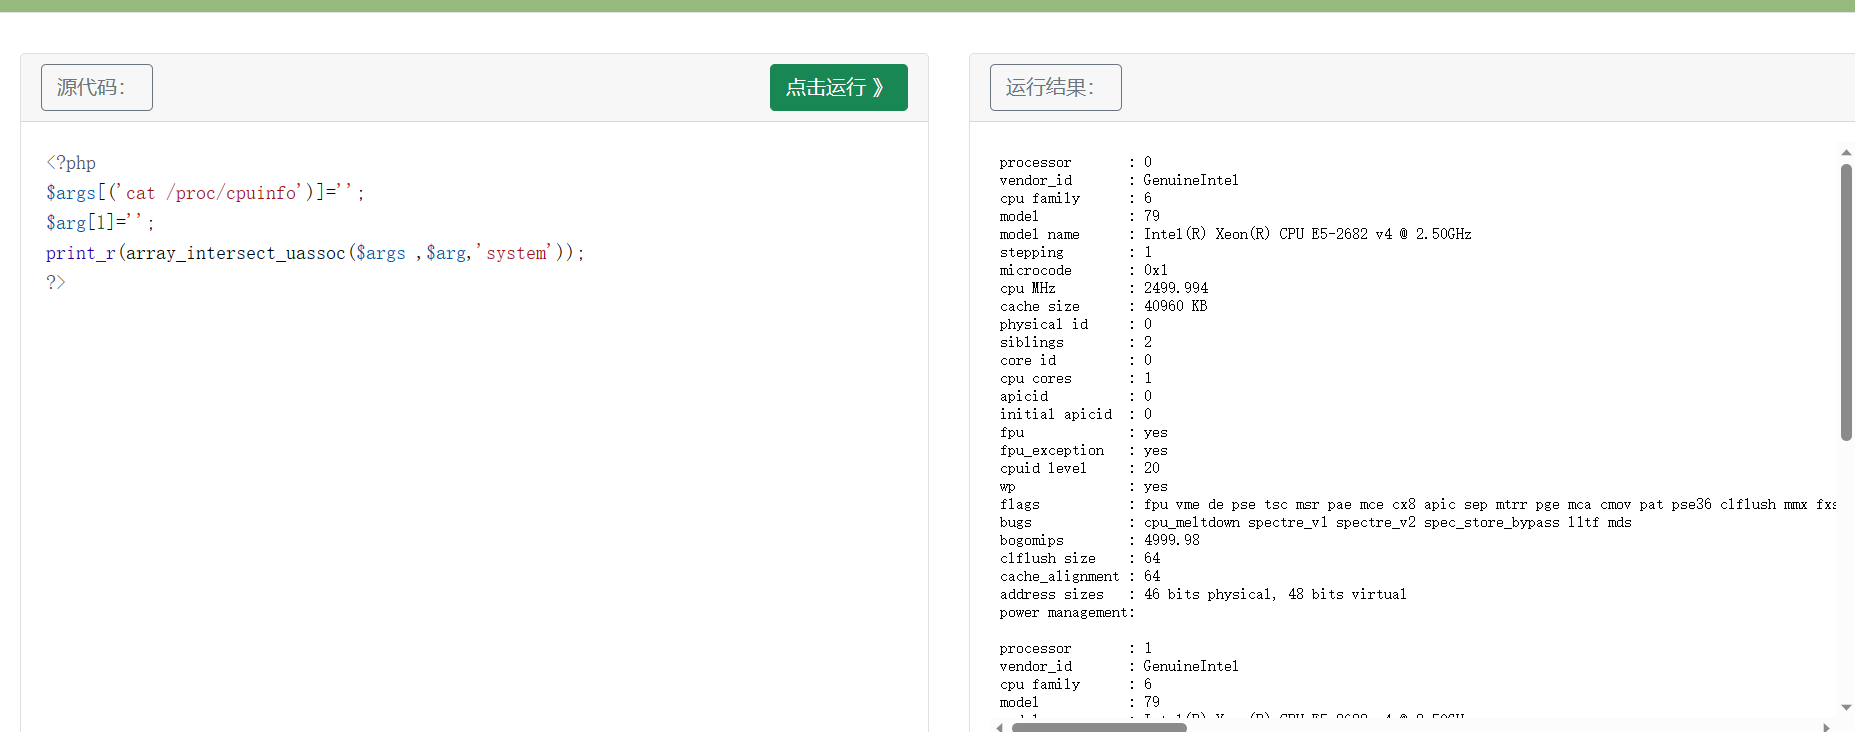 源代码：
点击运行 》
运行结果：
<?php
$args[('cat /proc/cpuinfo')]='';
$arg[1]='';
print_r(array_intersect_uassoc($args ,$arg,'system'));
?>
processor : 0
vendor_id : GenuineIntel
cpu family : 6
model : 79
model name : Intel(R) Xeon(R) CPU E5-2682 v4 @ 2.50GHz
stepping : 1
microcode : 0x1
cpu MHz : 2499.994
cache size : 40960 KB
physical id : 0
siblings : 2
core id : 0
cpu cores : 1
apicid : 0
initial apicid : 0
fpu : yes
fpu_exception : yes
cpuid level : 20
wp : yes
flags : fpu vme de pse tsc msr pae mce cx8 apic sep mtrr pge mca cmov pat pse36 clflush mmx fxs
bugs : cpu_meltdown spectre_v1 spectre_v2 spec_store_bypass l1tf mds
bogomips : 4999.98
clflush size : 64
cache_alignment : 64
address sizes : 46 bits physical, 48 bits virtual
power management:
processor : 1
vendor_id : GenuineIntel
cpu family : 6
model : 79